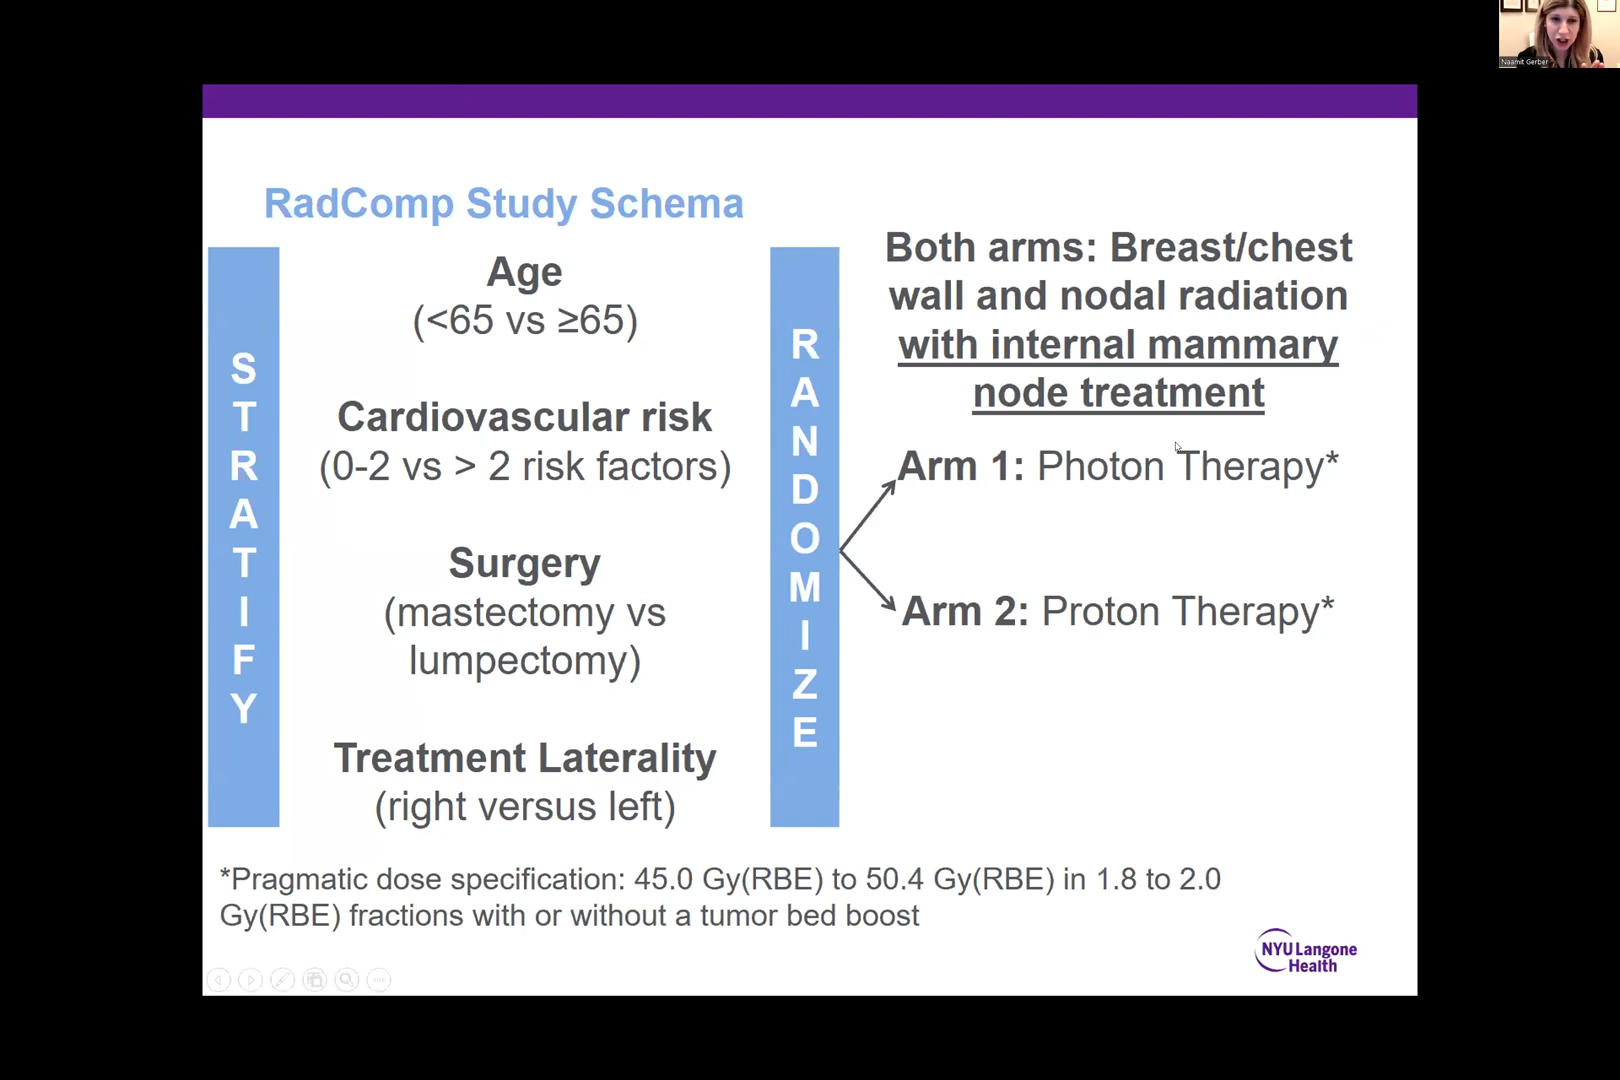 Naamit Gerber
RadComp Study Schema
STRATIFY
Age
(<65 vs ≥65)
Cardiovascular risk
(0-2 vs > 2 risk factors)
Surgery
(mastectomy vs
lumpectomy)
Treatment Laterality
(right versus left)
RANDOMIZE
Both arms: Breast/chest
wall and nodal radiation
with internal mammary
node treatment
Arm 1: Photon Therapy*
Arm 2: Proton Therapy*
*Pragmatic dose specification: 45.0 Gy(RBE) to 50.4 Gy(RBE) in 1.8 to 2.0
Gy(RBE) fractions with or without a tumor bed boost
NYU Langone
Health